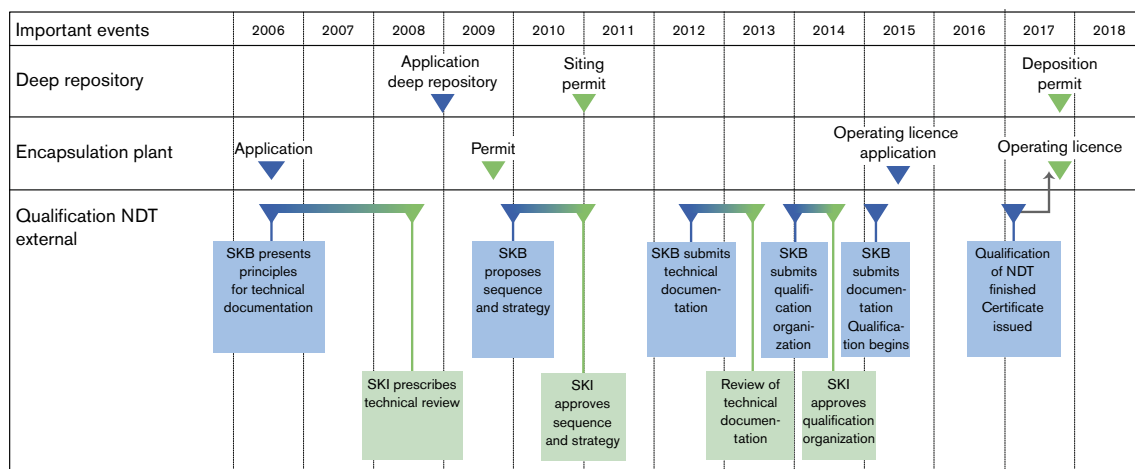 Important events 2006 2007 2008 2009 2010 2011 2012 2013 2014 2015 2016 2017 2018
Deep repository
Application
deep repository
Siting
permit
Deposition
permit
Encapsulation plant
Application
Permit
Operating licence
application
Operating licence
Qualification NDT
external
SKB presents
principles
for technical
documentation
SKB
proposes
sequence
and strategy
SKB submits
technical
documen-
tation
SKB
submits
qualifi-
cation
organi-
zation
SKB
submits
documen-
tation
Qualifica-
tion begins
Qualification
of NDT
finished
Certificate
issued
SKI prescribes
technical review
SKI
approves
sequence
and strategy
Review of
technical
documen-
tation
SKI
approves
qualification
organization